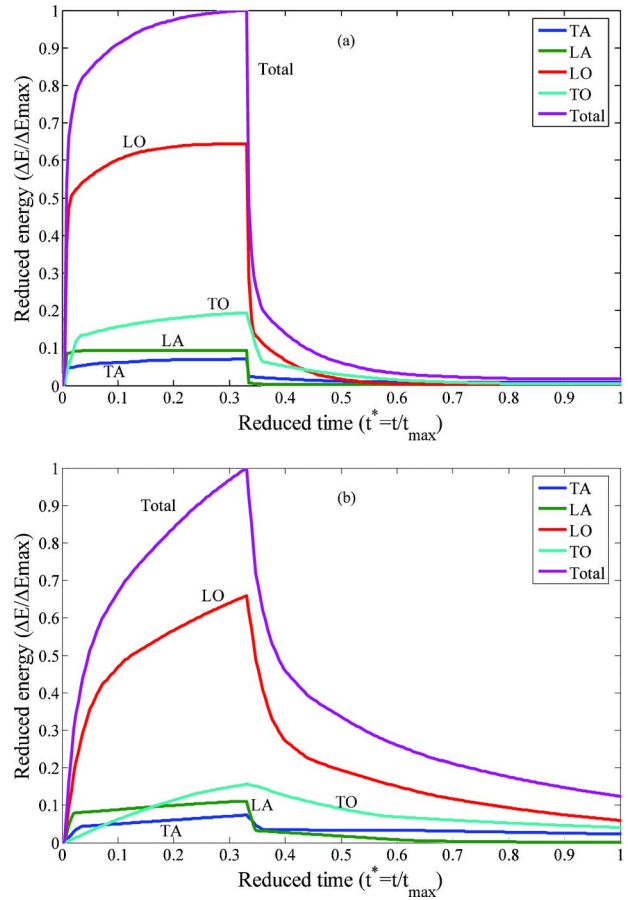 1
0.9
0.8
0.7
0.6
0.5
0.4
0.3
0.2
0.1
0
Reduced energy (ΔE/ΔEmax)
(a)
Total
LO
TO
LA
TA
TA
LA
LO
TO
Total
0 0.1 0.2 0.3 0.4 0.5 0.6 0.7 0.8 0.9 1
Reduced time (t*=t/tmax)
1
0.9
0.8
0.7
0.6
0.5
0.4
0.3
0.2
0.1
0
Reduced energy (ΔE/ΔEmax)
(b)
Total
LO
LA
TO
TA
TA
LA
LO
TO
Total
0 0.1 0.2 0.3 0.4 0.5 0.6 0.7 0.8 0.9 1
Reduced time (t*=t/tmax)